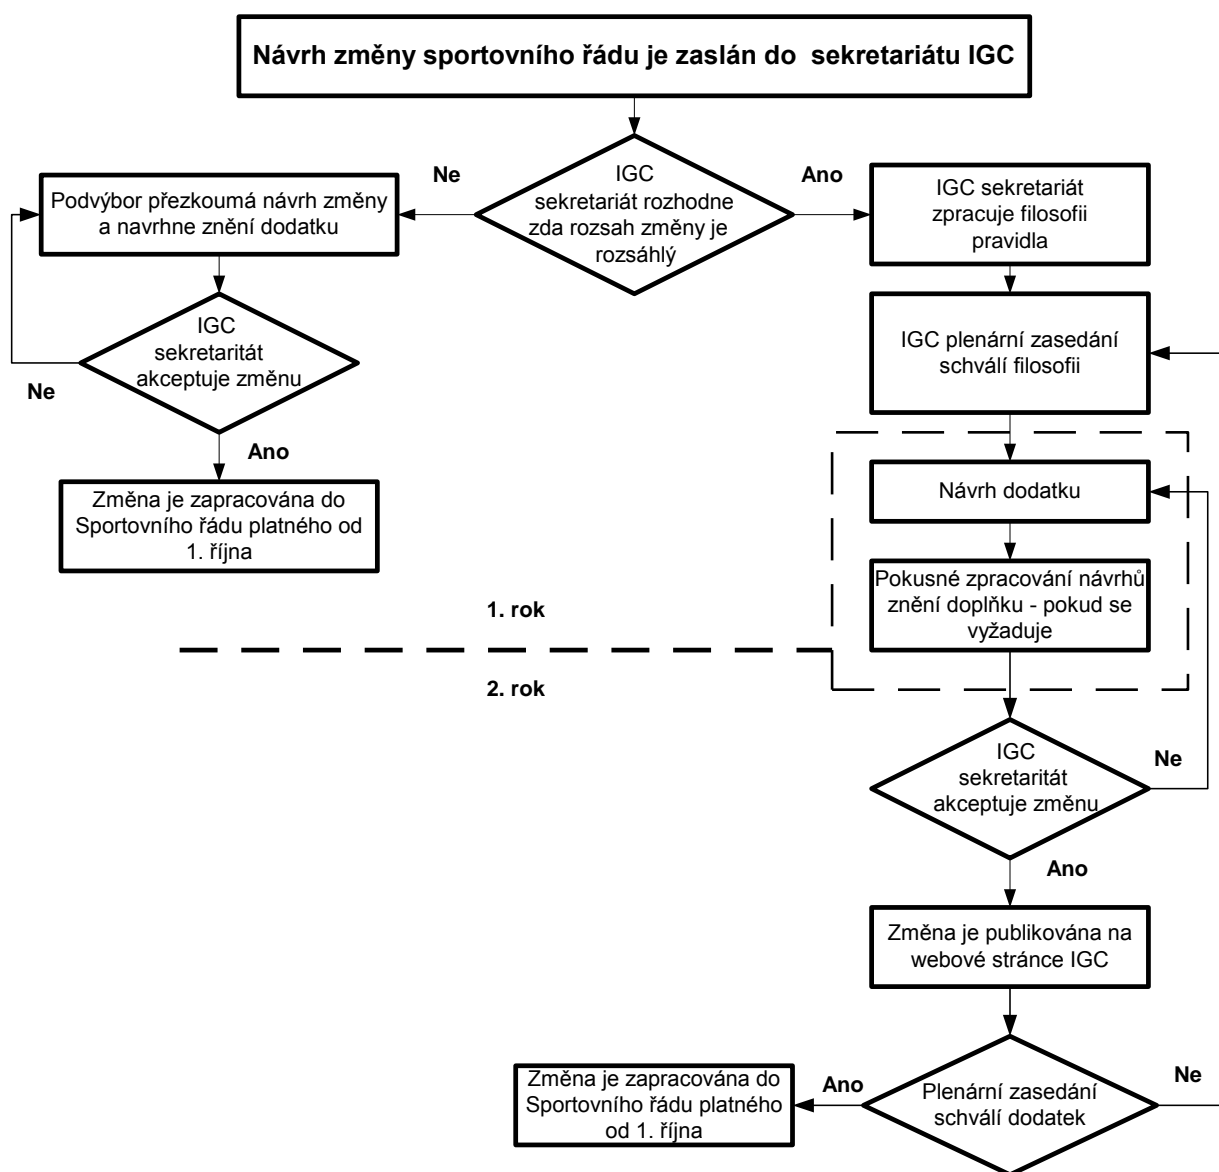 Návrh změny sportovního řádu je zaslán do  sekretariátu IGC
IGC
sekretariát rozhodne
zda rozsah změny je
rozsáhlý
Ne
Ano
Podvýbor přezkoumá návrh změny
a navrhne znění dodatku
IGC
sekretaritát
akceptuje změnu
Ne
Ano
Změna je zapracována do
Sportovního řádu platného od
1. října
IGC sekretariát
zpracuje filosofii
pravidla
IGC plenární zasedání
schválí filosofii
Návrh dodatku
Pokusné zpracování návrhů
znění doplňku - pokud se
vyžaduje
1. rok
2. rok
IGC
sekretaritát
akceptuje změnu
Ne
Ano
Změna je publikována na
webové stránce IGC
Plenární zasedání
schválí dodatek
Ano
Ne
Změna je zapracována do
Sportovního řádu platného
od 1. října